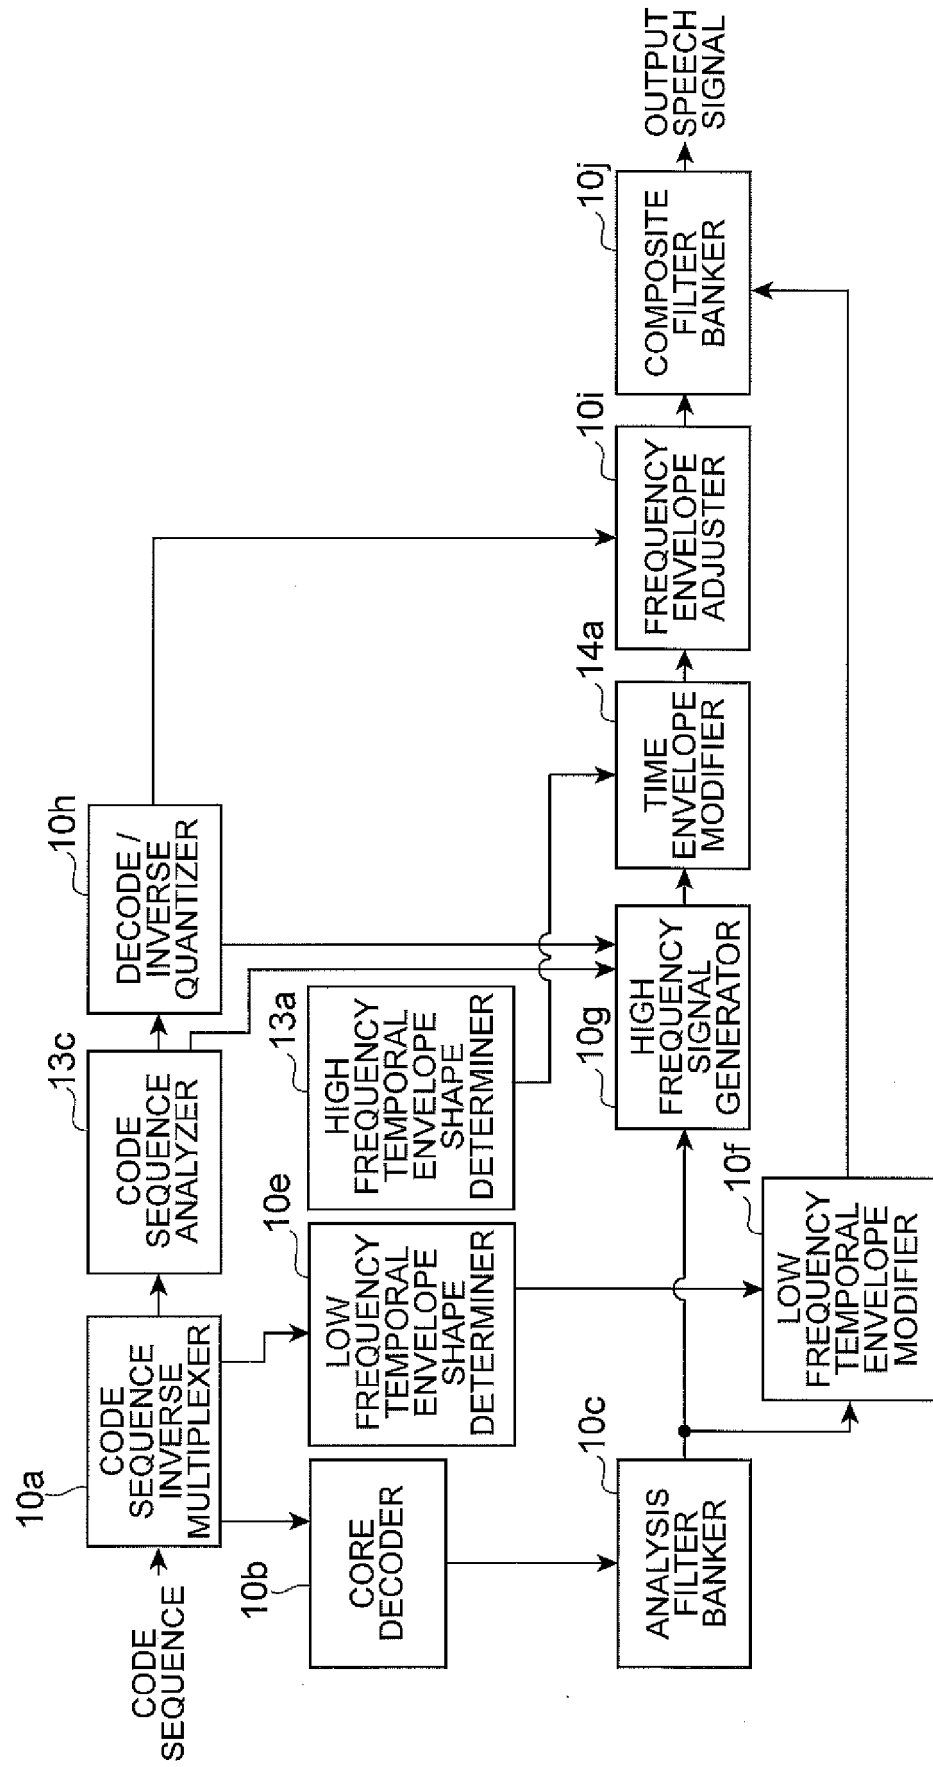 CODE
SEQUENCE
10a
CODE
SEQUENCE
INVERSE
MULTIPLEXER
13c
CODE
SEQUENCE
ANALYZER
10h
DECODE /
INVERSE
QUANTIZER
10b
CORE
DECODER
10e
LOW
FREQUENCY
TEMPORAL
ENVELOPE
SHAPE
DETERMINER
13a
HIGH
FREQUENCY
TEMPORAL
ENVELOPE
SHAPE
DETERMINER
10c
ANALYSIS
FILTER
BANKER
10g
HIGH
FREQUENCY
SIGNAL
GENERATOR
14a
TIME
ENVELOPE
MODIFIER
10i
FREQUENCY
ENVELOPE
ADJUSTER
10j
COMPOSITE
FILTER
BANKER
OUTPUT
SPEECH
SIGNAL
10f
LOW
FREQUENCY
TEMPORAL
ENVELOPE
MODIFIER